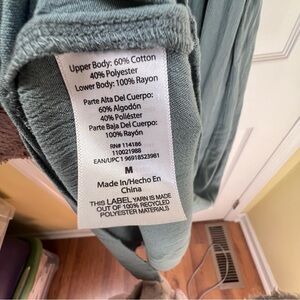 Upper Body: 60% Cotton
40% Polyester
Lower Body: 100% Rayon
Parte Alta Del Cuerpo:
60% Algodón
40% Poliéster
Parte Baja Del Cuerpo:
100% Rayón
RN# 114186
110021988
EAN/UPC 1 96918523981
M
Made In/Hecho En
China
THIS LABEL YARN IS MADE
OUT OF 100% RECYCLED
POLYESTER MATERIALS